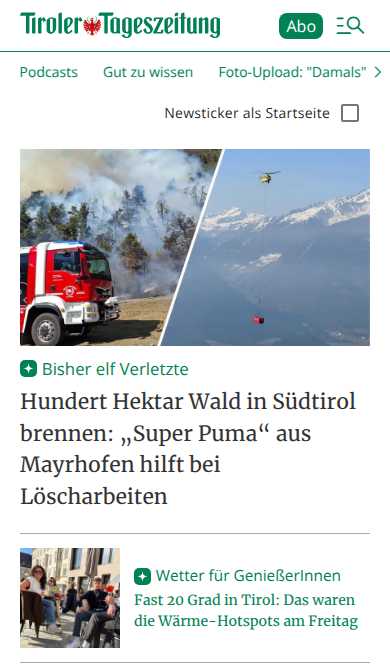 Tiroler Tageszeitung
Abo
Podcasts Gut zu wissen Foto-Upload: "Damals"
Newsticker als Startseite
Bisher elf Verletzte
Hundert Hektar Wald in Südtirol
brennen: „Super Puma“ aus
Mayrhofen hilft bei
Löscharbeiten
Wetter für GenießerInnen
Fast 20 Grad in Tirol: Das waren
die Wärme-Hotspots am Freitag